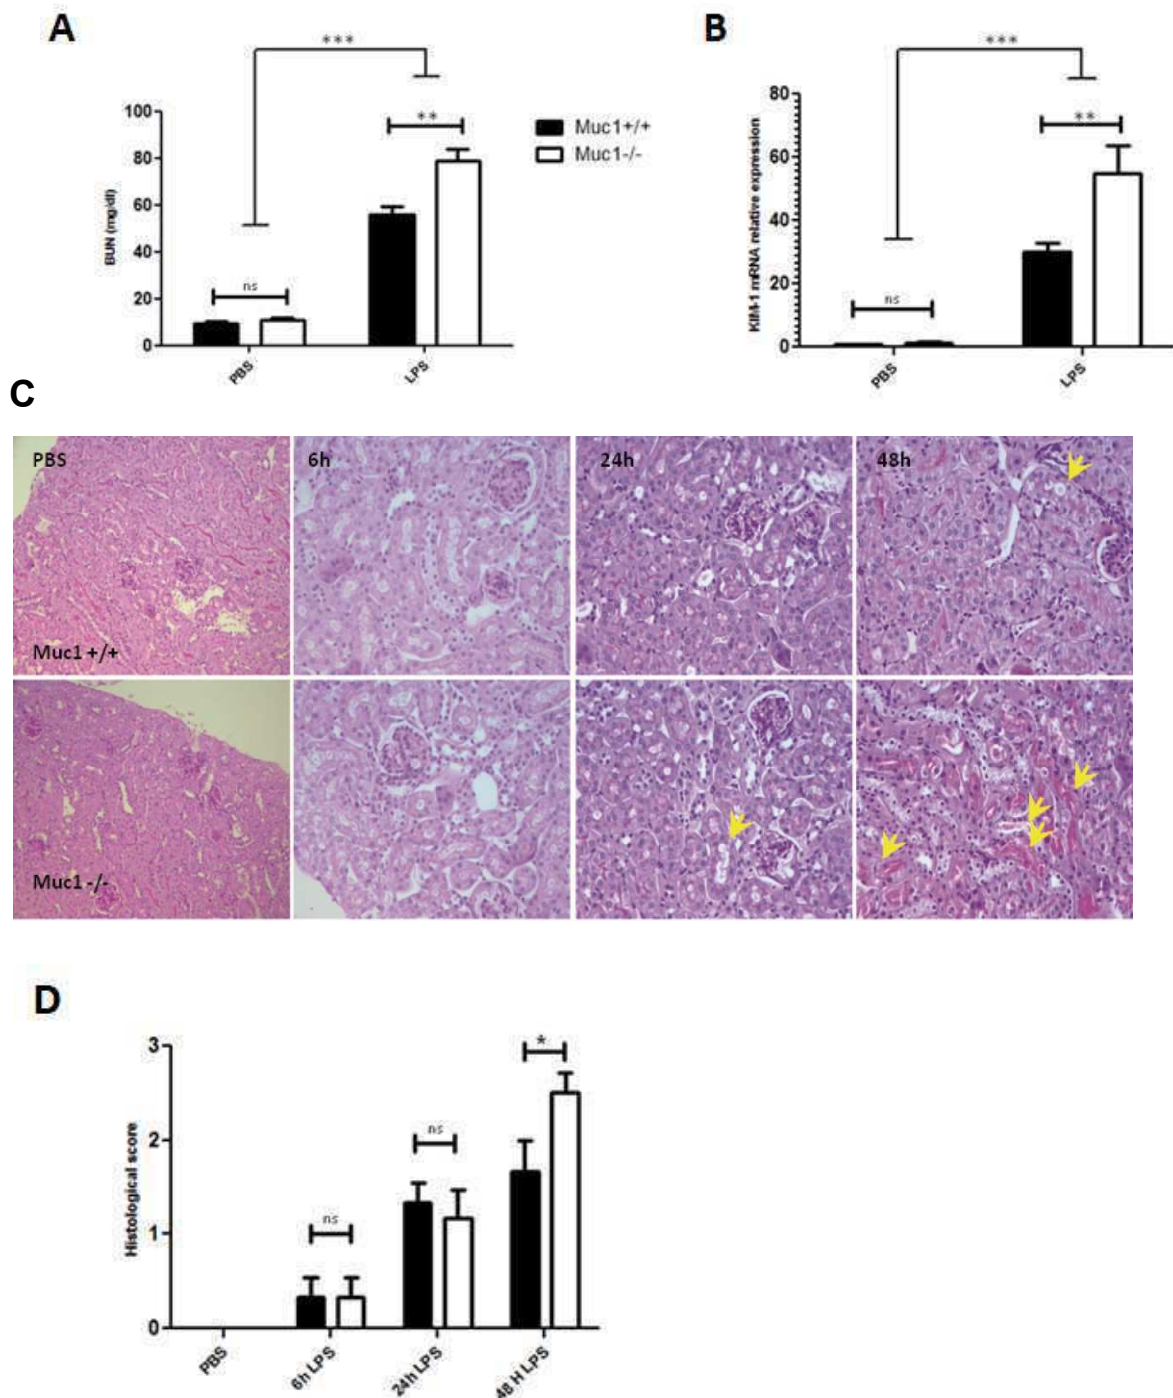 A
***
100
80
60
40
20
0
BUN (mg/dl)
**
ns
PBS
LPS
Muc1+/+
Muc1-/-
B
***
80
60
40
20
0
KIM-1 mRNA relative expression
**
ns
PBS
LPS
C
PBS
6h
24h
48h
Muc1 +/+
Muc1 -/-
D
3
2
1
0
Histological score
ns
ns
*
PBS
6h LPS
24h LPS
48 H LPS